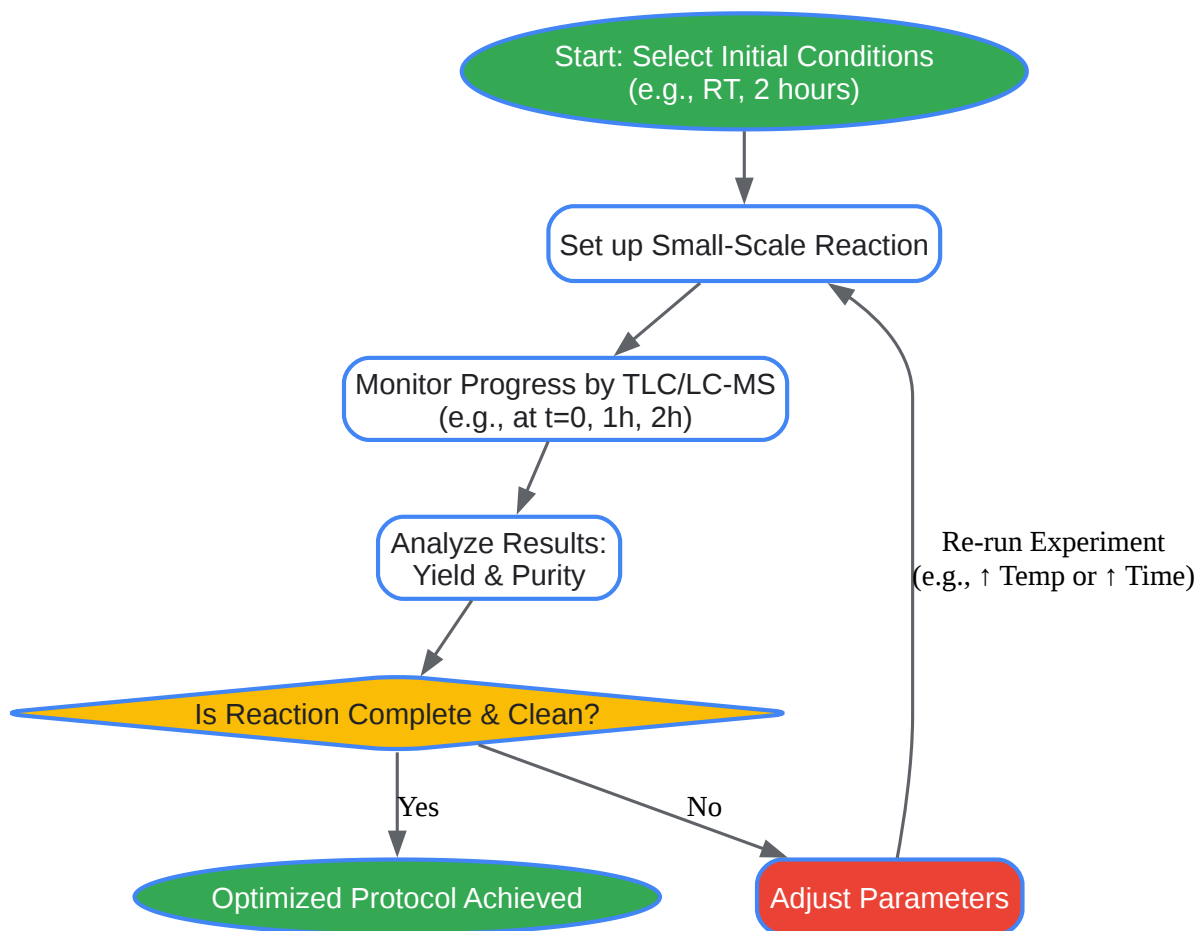 Start: Select Initial Conditions
(e.g., RT, 2 hours)
Set up Small-Scale Reaction
Monitor Progress by TLC/LC-MS
(e.g., at t=0, 1h, 2h)
Analyze Results:
Yield & Purity
Re-run Experiment
(e.g., ↑ Temp or ↑ Time)
Is Reaction Complete & Clean?
Yes
No
Optimized Protocol Achieved
Adjust Parameters